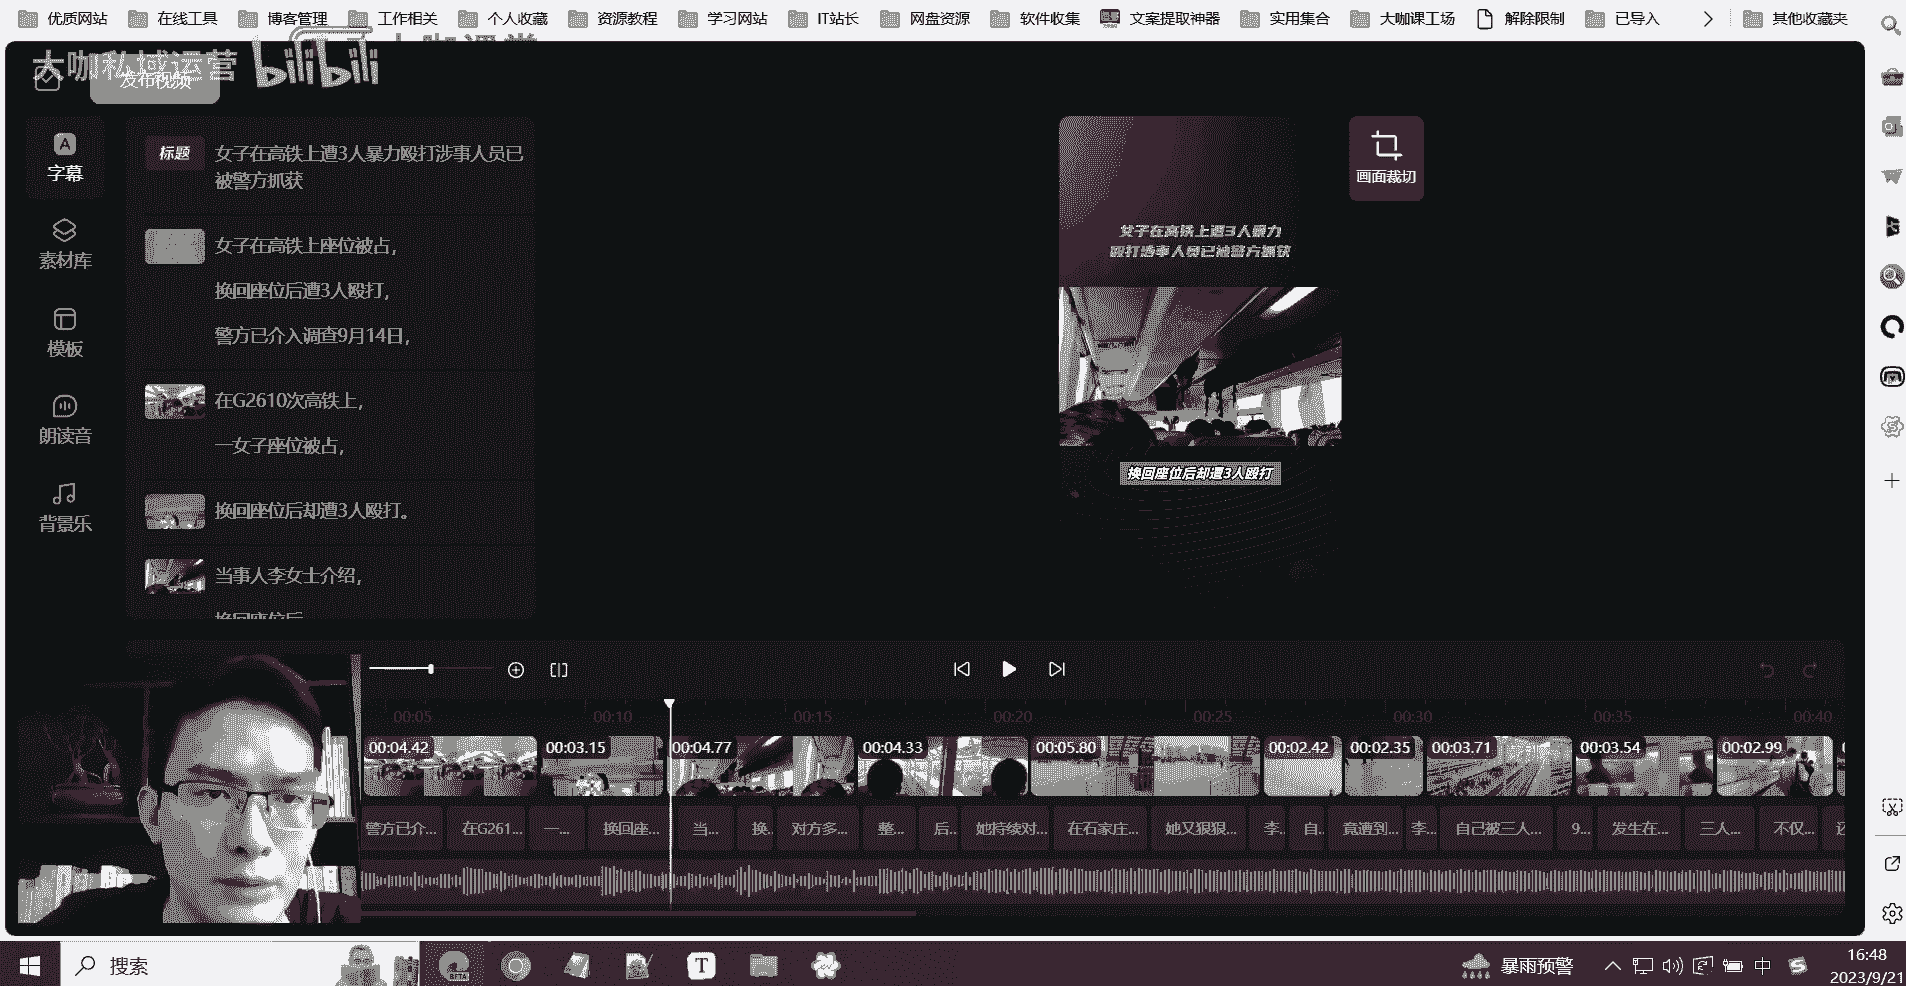 优质网站 在线工具 博客管理 工作相关 个人收藏 资源教程 学习网站 IT站长 网盘资源 软件收集 文案提取神器 实用集合 大咖课工场 解除限制 已导入 其他收藏夹
大咖私域运营 bilibili
发布视频
字幕
素材库
模板
朗读音
背景乐
标题
女子在高铁上遭3人暴力殴打涉事人员已
被警方抓获
女子在高铁上座位被占，
换回座位后遭3人殴打，
警方已介入调查9月14日，
在G2610次高铁上，
一女子座位被占，
换回座位后却遭3人殴打。
当事人李女士介绍，
换回座位后
女子在高铁上遭3人暴力
殴打涉事人员已被警方抓获
换回座位后却遭3人殴打
画面裁切
00:05 00:10 00:15 00:20 00:25 00:30 00:35 00:40
00:04.42 00:03.15 00:04.77 00:04.33 00:05.80 00:02.42 00:02.35 00:03.71 00:03.54 00:02.99
警方已介... 在G261... 一... 换回座... 当... 换.. 对方多... 整... 后.. 她持续对... 在石家庄... 她又狠狠... 李.. 自.. 竟遭到... 李... 自己被三人... 9... 发生在... 三人... 不仅...
搜索
BETA
T
暴雨预警
中
16:48
2023/9/21